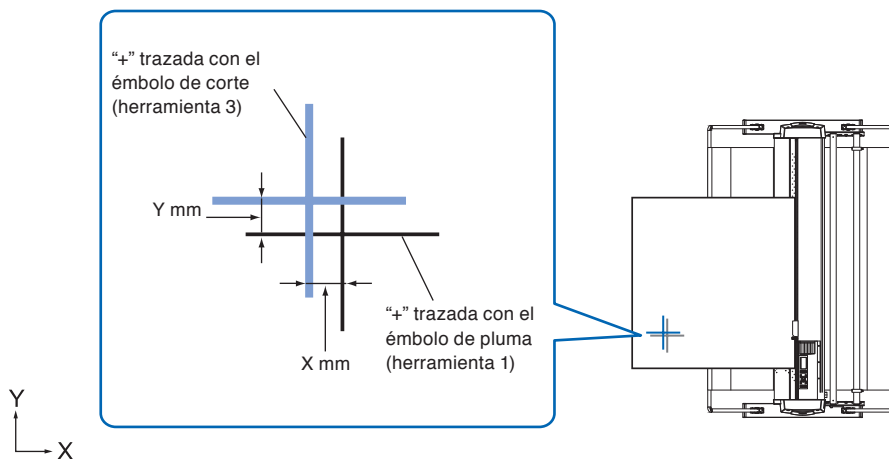 “+” trazada con el
émbolo de corte
(herramienta 3)
Y mm
“+” trazada con el
émbolo de pluma
(herramienta 1)
X mm
Y
X